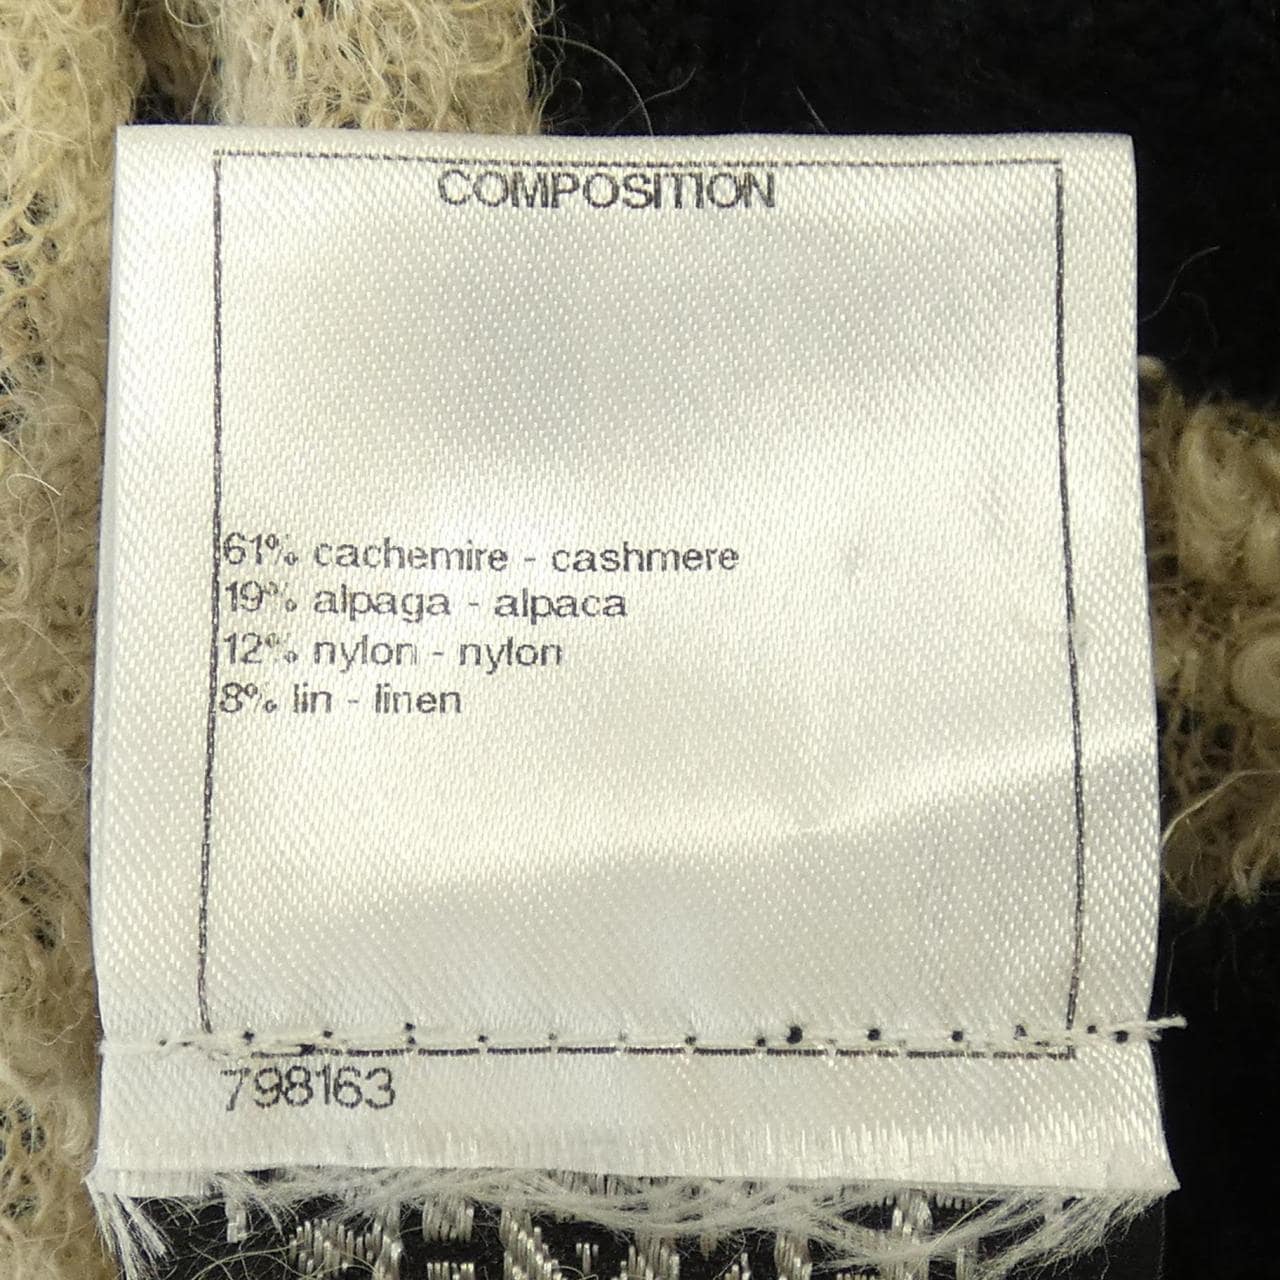 COMPOSITION
61% cachemire - cashmere
19% alpaga - alpaca
12% nylon - nylon
8% lin - linen
798163